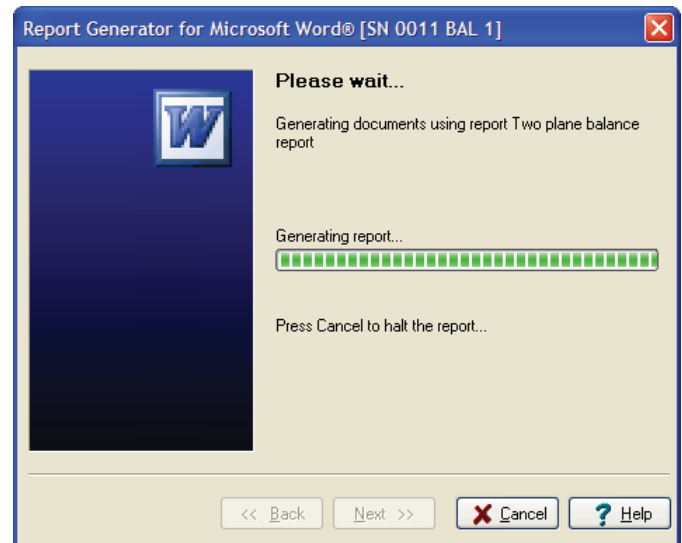 Report Generator for Microsoft Word® [SN 0011 BAL 1]
W
Please wait...
Generating documents using report Two plane balance
report
Generating report...
Press Cancel to halt the report...
<< Back Next >> Cancel ? Help